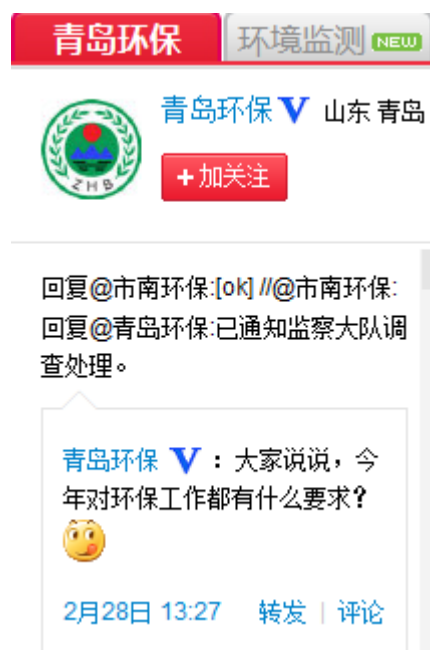 青岛环保 环境监测 NEW
青岛环保 V 山东 青岛
ZHB
+加关注
回复@市南环保:[ok] //@市南环保:
回复@青岛环保:已通知监察大队调
查处理。
青岛环保 V：大家说说，今
年对环保工作都有什么要求？
2月28日 13:27 转发 | 评论